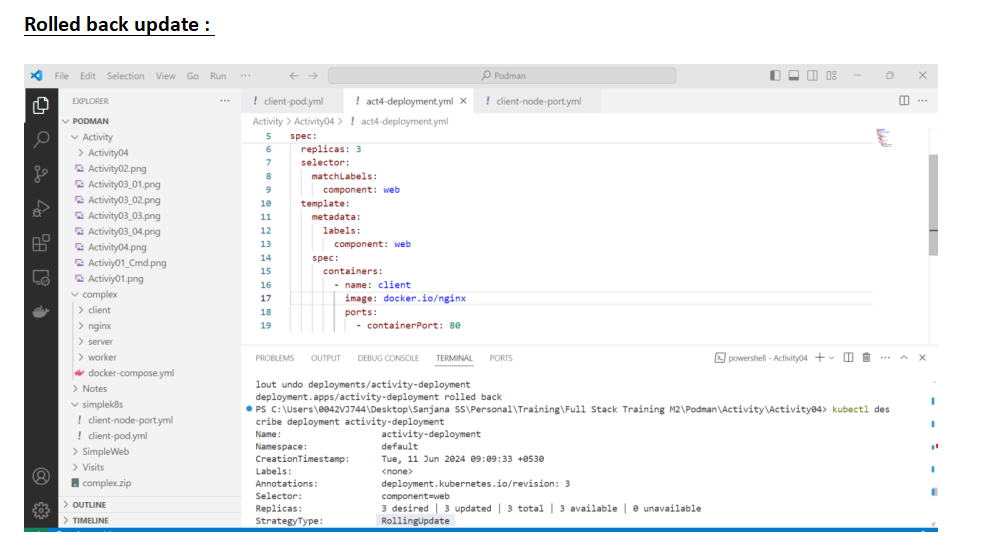 Rolled back update :
File Edit Selection View Go Run ··· ← → Podman
EXPLORER ···
PODMAN
Activity
Activity04
Activity02.png
Activity03_01.png
Activity03_02.png
Activity03_03.png
Activity03_04.png
Activity04.png
Activiy01_Cmd.png
Activiy01.png
complex
client
nginx
server
worker
docker-compose.yml
Notes
simplek8s
! client-node-port.yml
! client-pod.yml
SimpleWeb
Visits
complex.zip
OUTLINE
TIMELINE
! client-pod.yml ! act4-deployment.yml × ! client-node-port.yml
Activity > Activity04 > ! act4-deployment.yml
5 spec:
6 replicas: 3
7 selector:
8 matchLabels:
9 component: web
10 template:
11 metadata:
12 labels:
13 component: web
14 spec:
15 containers:
16 - name: client
17 image: docker.io/nginx
18 ports:
19 - containerPort: 80
PROBLEMS OUTPUT DEBUG CONSOLE TERMINAL PORTS powershell - Activity04
lout undo deployments/activity-deployment
deployment.apps/activity-deployment rolled back
PS C:\Users\0042VJ744\Desktop\Sanjana SS\Personal\Training\Full Stack Training M2\Podman\Activity\Activity04> kubectl des
cribe deployment activity-deployment
Name: activity-deployment
Namespace: default
CreationTimestamp: Tue, 11 Jun 2024 09:09:33 +0530
Labels: <none>
Annotations: deployment.kubernetes.io/revision: 3
Selector: component=web
Replicas: 3 desired | 3 updated | 3 total | 3 available | 0 unavailable
StrategyType: RollingUpdate